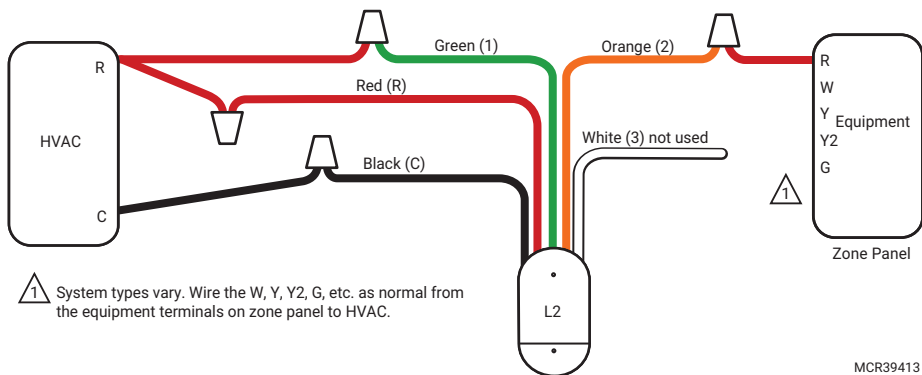 R
HVAC
C
Green (1)
Red (R)
Black (C)
Orange (2)
White (3) not used
R
W
Y
Equipment
Y2
G
1
Zone Panel
L2
1
System types vary. Wire the W, Y, Y2, G, etc. as normal from
the equipment terminals on zone panel to HVAC.
MCR39413